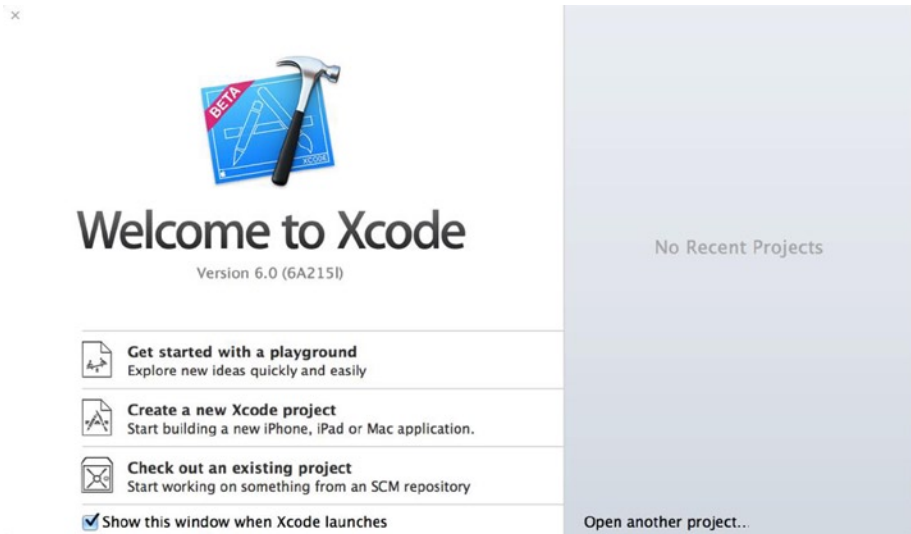 BETA
XCODE
Welcome to Xcode
Version 6.0 (6A215l)
No Recent Projects
Get started with a playground
Explore new ideas quickly and easily
Create a new Xcode project
Start building a new iPhone, iPad or Mac application.
Check out an existing project
Start working on something from an SCM repository
Show this window when Xcode launches
Open another project...